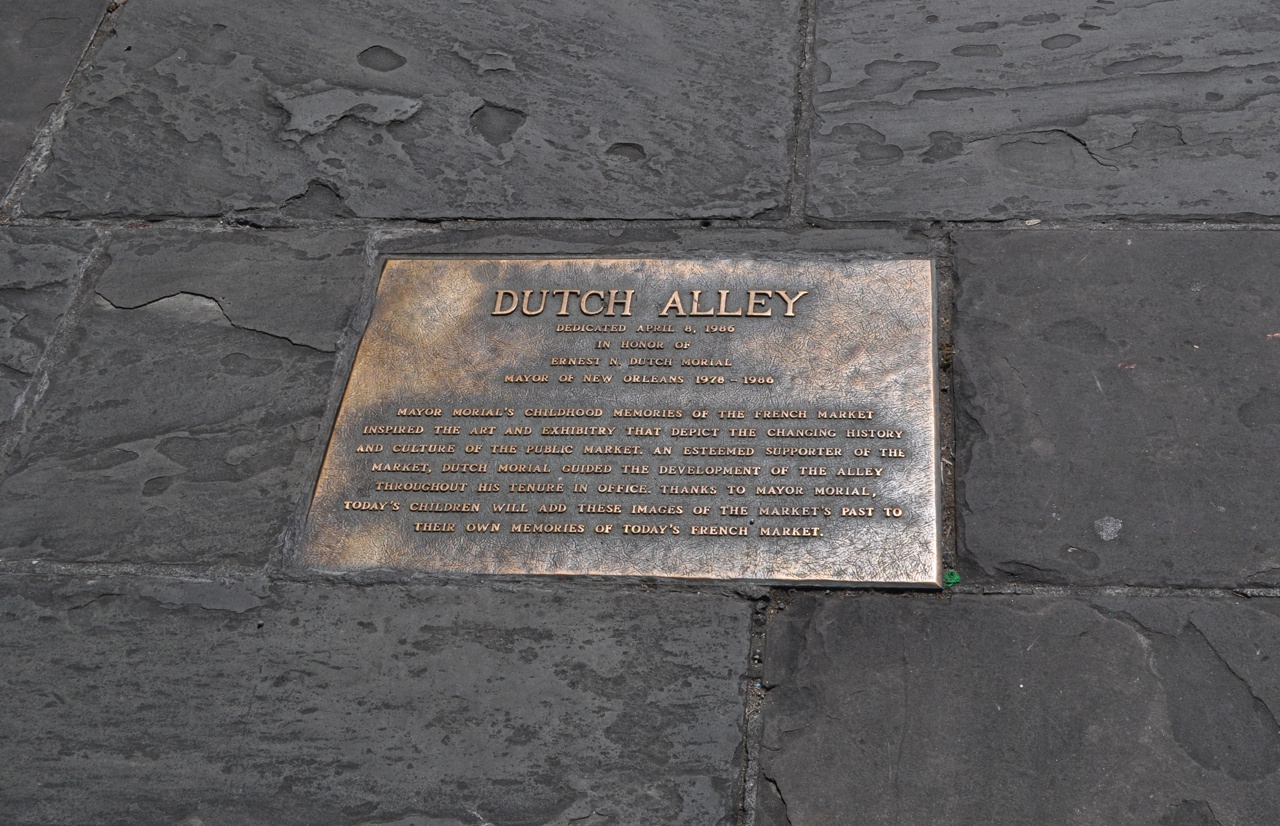 DUTCH ALLEY
DEDICATED APRIL 8, 1986
IN HONOR OF
ERNEST N. DUTCH MORIAL
MAYOR OF NEW ORLEANS 1978 – 1986
MAYOR MORIAL'S CHILDHOOD MEMORIES OF THE FRENCH MARKET
INSPIRED THE ART AND EXHIBITRY THAT DEPICT THE CHANGING HISTORY
AND CULTURE OF THE PUBLIC MARKET. AN ESTEEMED SUPPORTER OF THE
MARKET, DUTCH MORIAL GUIDED THE DEVELOPMENT OF THE ALLEY
THROUGHOUT HIS TENURE IN OFFICE. THANKS TO MAYOR MORIAL,
TODAY'S CHILDREN WILL ADD THESE IMAGES OF THE MARKET'S PAST TO
THEIR OWN MEMORIES OF TODAY'S FRENCH MARKET.